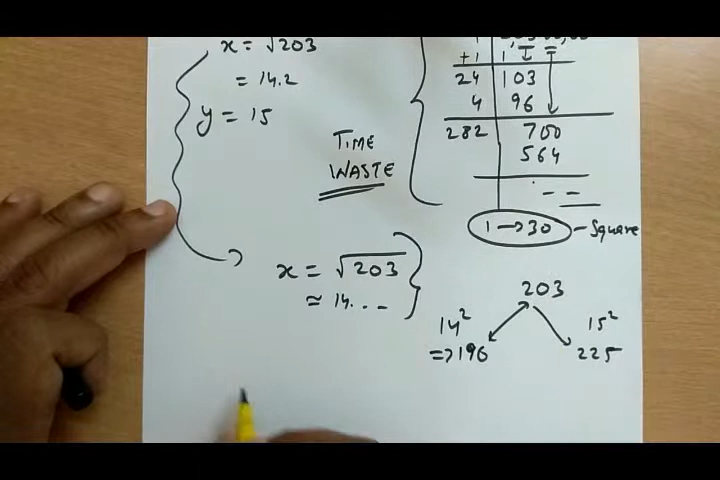 x = √203
= 14.2
y = 15
TIME
WASTE
+1 1
24 103
4 96
282 700
564
- -
1 → 30 - Square
x = √203
≈ 14. . _ _
203
14² 15²
=> 196 225